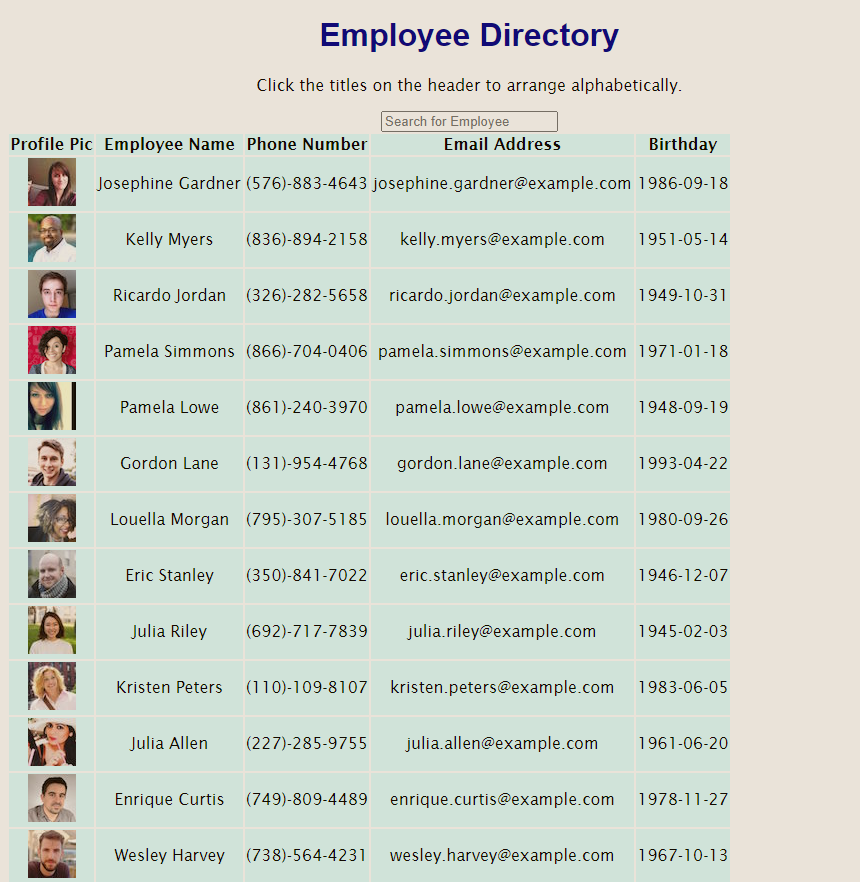 Employee Directory
Click the titles on the header to arrange alphabetically.
Search for Employee
Profile Pic Employee Name Phone Number Email Address Birthday
Josephine Gardner (576)-883-4643 josephine.gardner@example.com 1986-09-18
Kelly Myers (836)-894-2158 kelly.myers@example.com 1951-05-14
Ricardo Jordan (326)-282-5658 ricardo.jordan@example.com 1949-10-31
Pamela Simmons (866)-704-0406 pamela.simmons@example.com 1971-01-18
Pamela Lowe (861)-240-3970 pamela.lowe@example.com 1948-09-19
Gordon Lane (131)-954-4768 gordon.lane@example.com 1993-04-22
Louella Morgan (795)-307-5185 louella.morgan@example.com 1980-09-26
Eric Stanley (350)-841-7022 eric.stanley@example.com 1946-12-07
Julia Riley (692)-717-7839 julia.riley@example.com 1945-02-03
Kristen Peters (110)-109-8107 kristen.peters@example.com 1983-06-05
Julia Allen (227)-285-9755 julia.allen@example.com 1961-06-20
Enrique Curtis (749)-809-4489 enrique.curtis@example.com 1978-11-27
Wesley Harvey (738)-564-4231 wesley.harvey@example.com 1967-10-13